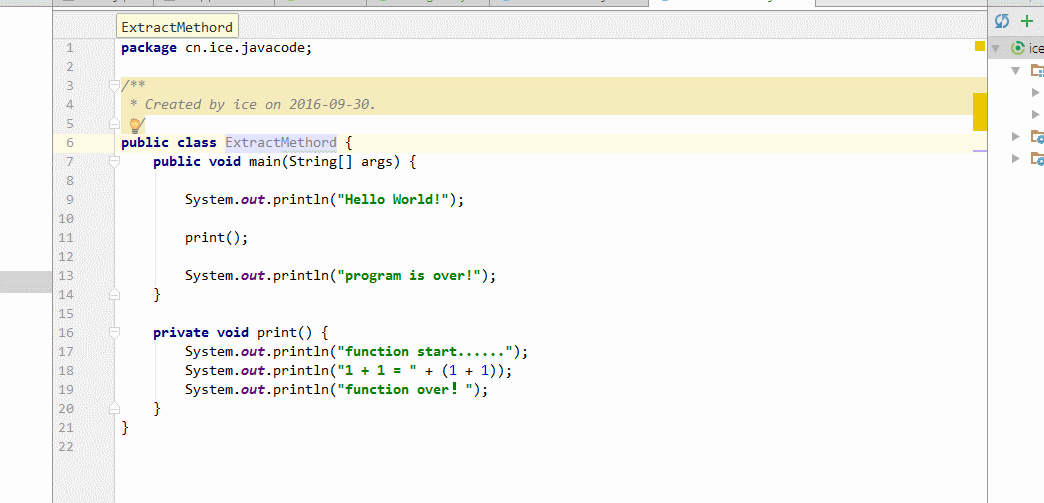 ExtractMethord
1 package cn.ice.javacode;
2
3 /**
4 * Created by ice on 2016-09-30.
5 */
6 public class ExtractMethord {
7 public void main(String[] args) {
8
9 System.out.println("Hello World!");
10
11 print();
12
13 System.out.println("program is over!");
14 }
15
16 private void print() {
17 System.out.println("function start......");
18 System.out.println("1 + 1 = " + (1 + 1));
19 System.out.println("function over！");
20 }
21 }
22
ice